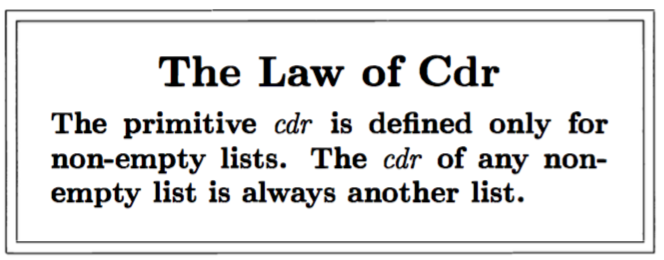 The Law of Cdr
The primitive cdr is defined only for
non-empty lists. The cdr of any non-
empty list is always another list.